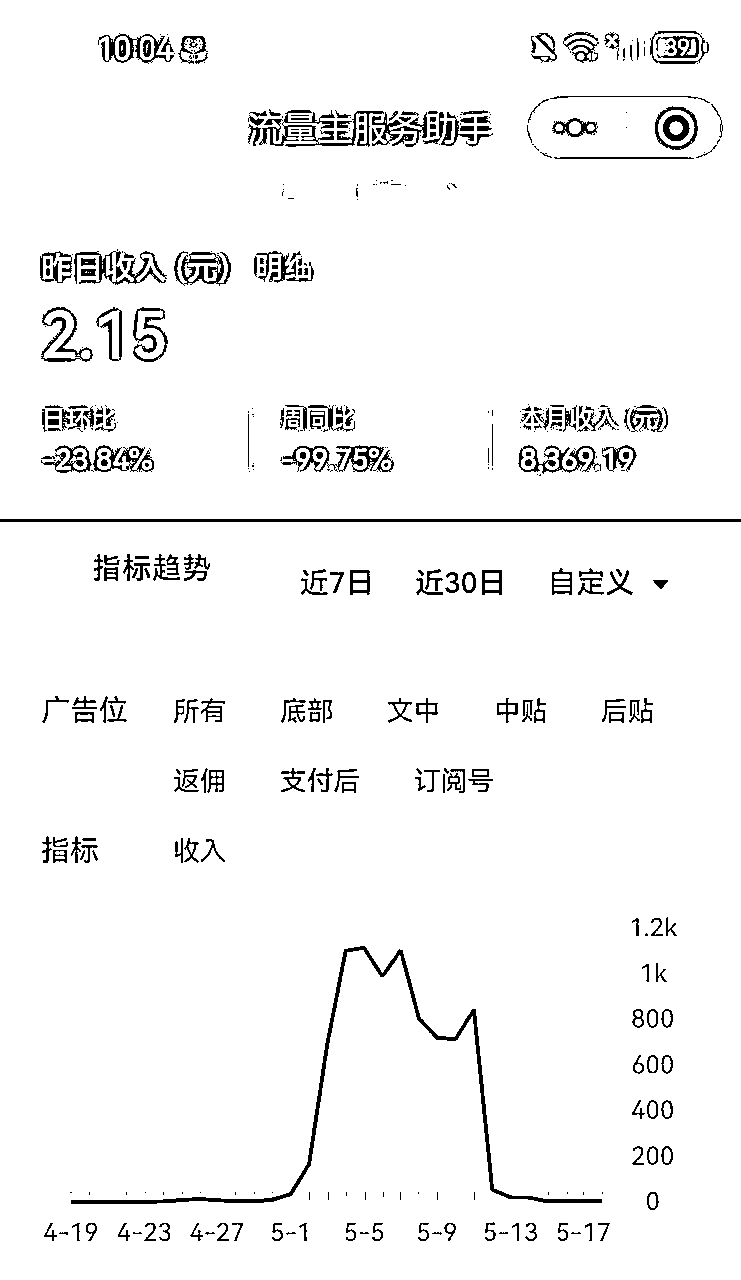 10:04 89
流量主服务助手
昨日收入 (元) 明细
2.15
日环比 周同比 本月收入 (元)
-23.84% -99.75% 8,369.19
指标趋势 近7日 近30日 自定义
广告位 所有 底部 文中 中贴 后贴
返佣 支付后 订阅号
指标 收入
1.2k
1k
800
600
400
200
0
4-19 4-23 4-27 5-1 5-5 5-9 5-13 5-17